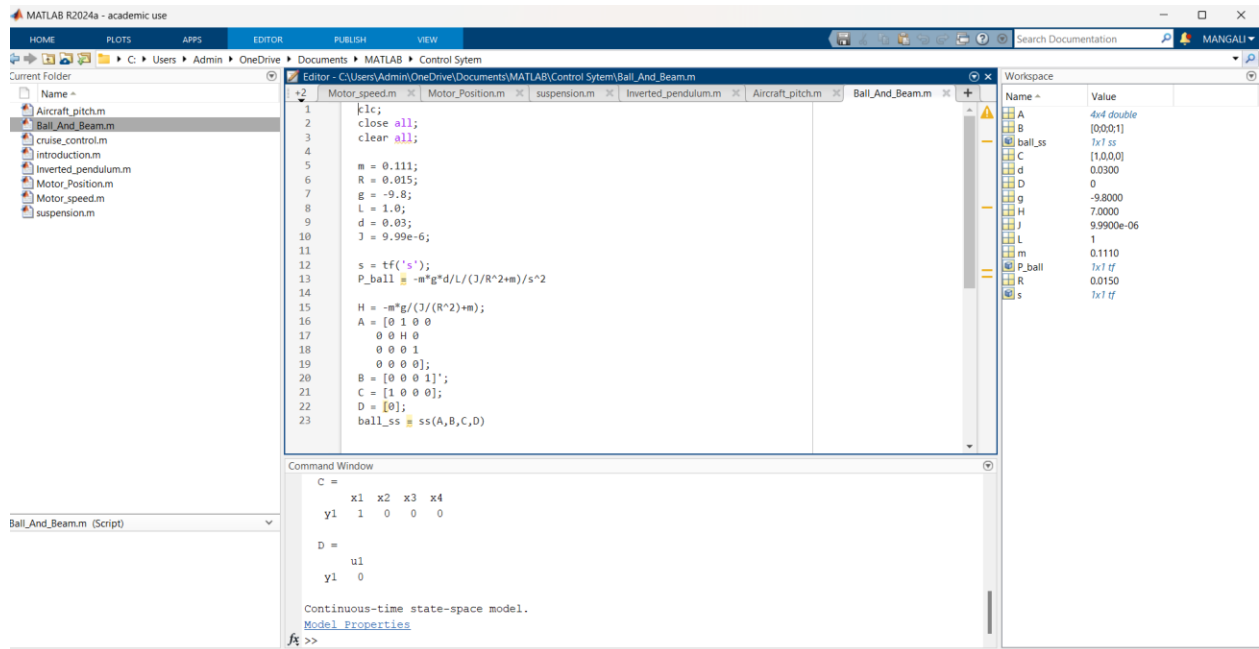 MATLAB R2024a - academic use
HOME PLOTS APPS EDITOR PUBLISH VIEW Search Documentation MANGALI
C: Users Admin OneDrive Documents MATLAB Control Sytem
Current Folder
Name
Aircraft_pitch.m
Ball_And_Beam.m
cruise_control.m
introduction.m
Inverted_pendulum.m
Motor_Position.m
Motor_speed.m
suspension.m
Ball_And_Beam.m (Script)
Editor - C:\Users\Admin\OneDrive\Documents\MATLAB\Control Sytem\Ball_And_Beam.m
+2 Motor_speed.m Motor_Position.m suspension.m Inverted_pendulum.m Aircraft_pitch.m Ball_And_Beam.m +
1 clc;
2 close all;
3 clear all;
4
5 m = 0.111;
6 R = 0.015;
7 g = -9.8;
8 L = 1.0;
9 d = 0.03;
10 J = 9.99e-6;
11
12 s = tf('s');
13 P_ball = -m*g*d/L/(J/R^2+m)/s^2
14
15 H = -m*g/(J/(R^2)+m);
16 A = [0 1 0 0
17 0 0 H 0
18 0 0 0 1
19 0 0 0 0];
20 B = [0 0 0 1]';
21 C = [1 0 0 0];
22 D = [0];
23 ball_ss = ss(A,B,C,D)
Command Window
C =
x1 x2 x3 x4
y1 1 0 0 0
D =
u1
y1 0
Continuous-time state-space model.
Model Properties
fx >>
Workspace
Name Value
A 4x4 double
B [0;0;0;1]
ball_ss 1x1 ss
C [1,0,0,0]
d 0.0300
D 0
g -9.8000
H 7.0000
J 9.9900e-06
L 1
m 0.1110
P_ball 1x1 tf
R 0.0150
s 1x1 tf